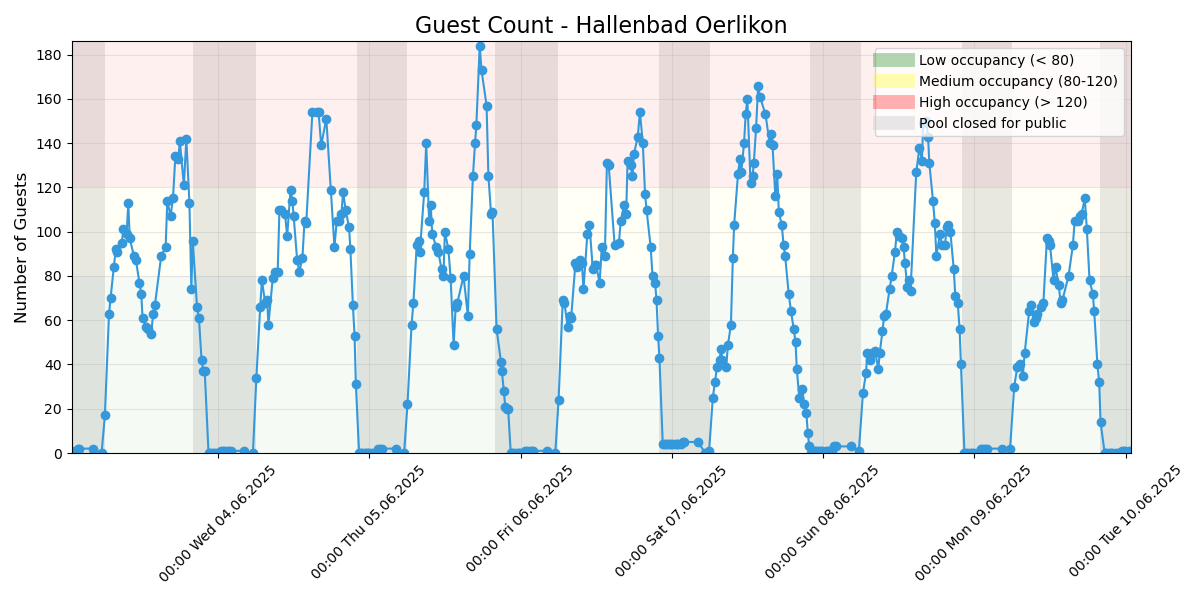 Guest Count - Hallenbad Oerlikon
Number of Guests
180
160
140
120
100
80
60
40
20
0
Low occupancy (< 80)
Medium occupancy (80-120)
High occupancy (> 120)
Pool closed for public
00:00 Wed 04.06.2025
00:00 Thu 05.06.2025
00:00 Fri 06.06.2025
00:00 Sat 07.06.2025
00:00 Sun 08.06.2025
00:00 Mon 09.06.2025
00:00 Tue 10.06.2025